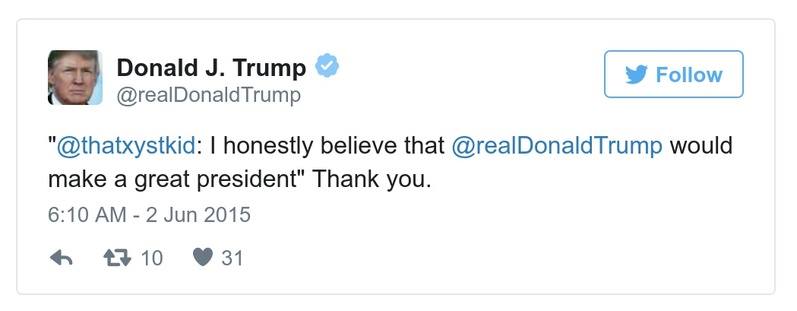 Donald J. Trump
@realDonaldTrump
Follow
"@thatxystkid: I honestly believe that @realDonaldTrump would
make a great president" Thank you.
6:10 AM - 2 Jun 2015
10 31